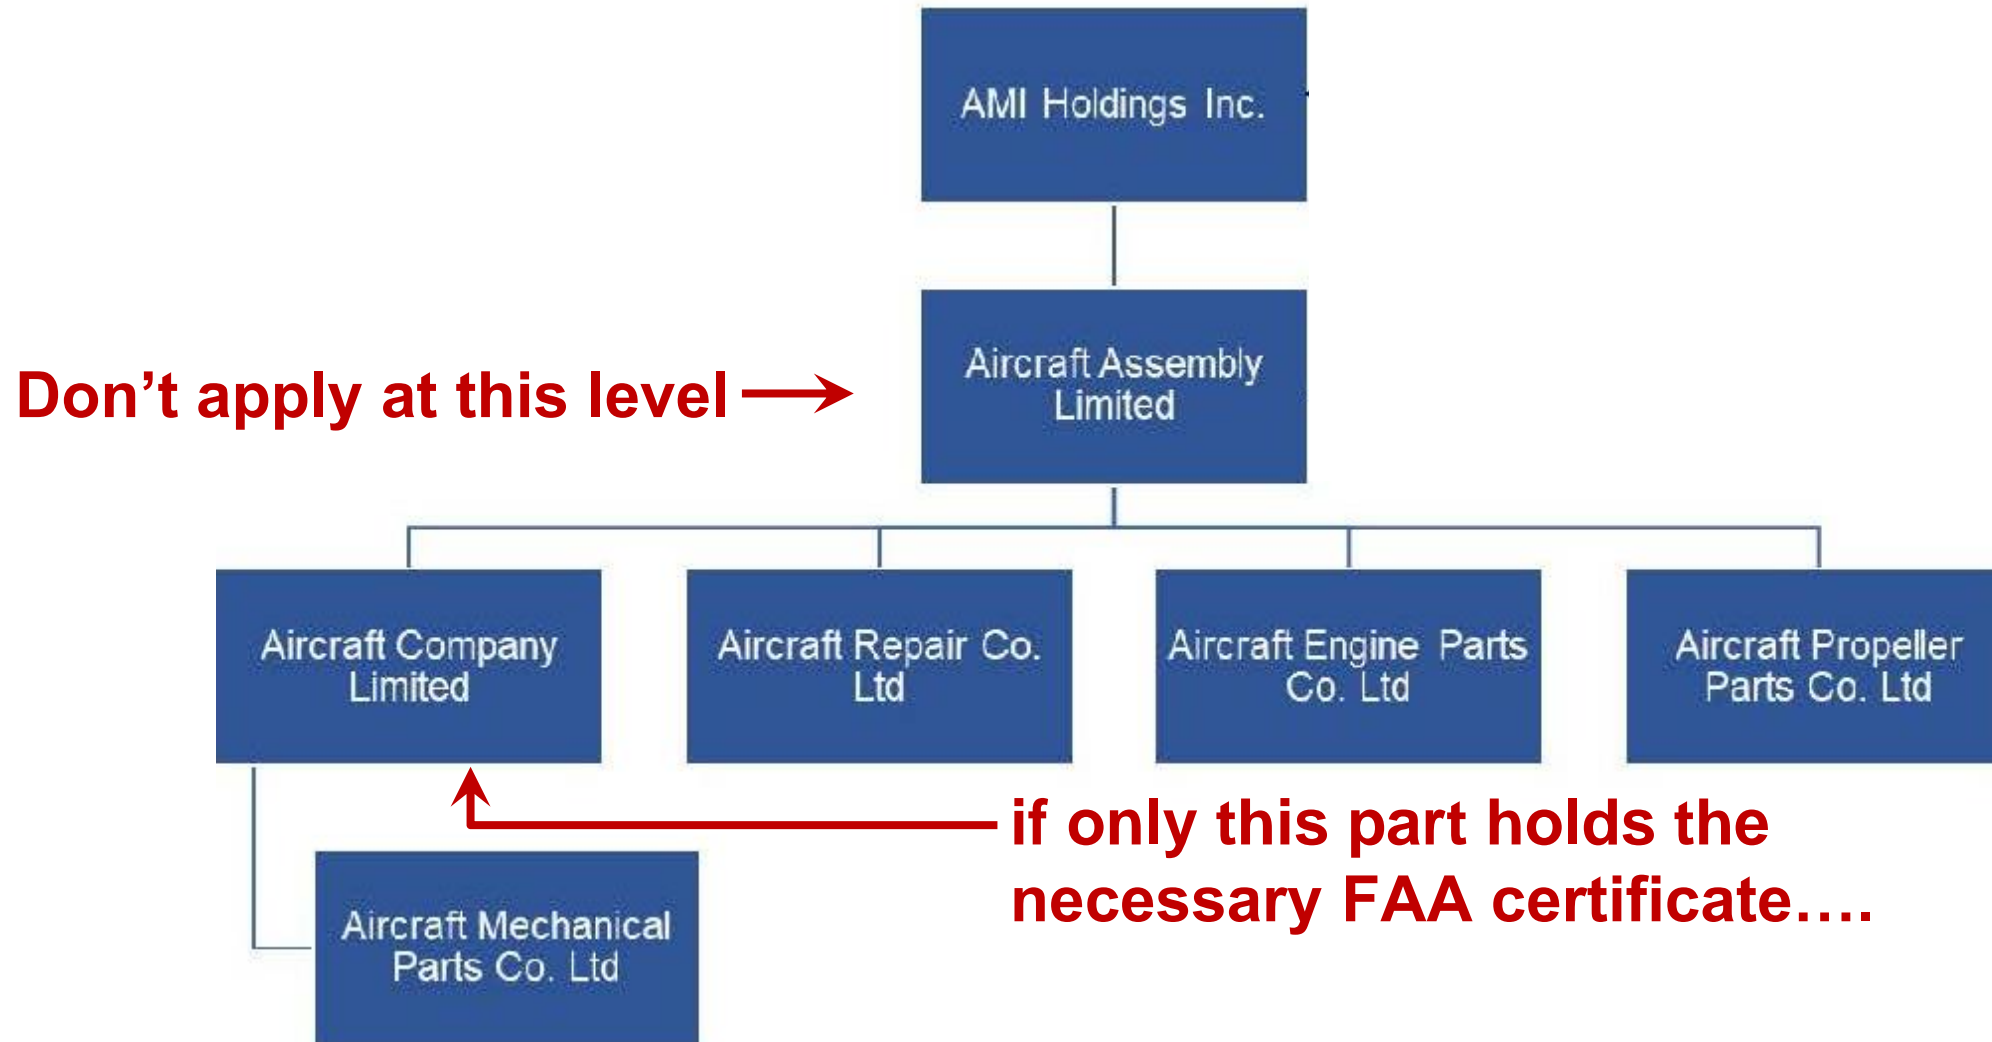 AMI Holdings Inc.
Don’t apply at this level
Aircraft Assembly
Limited
Aircraft Company
Limited
Aircraft Repair Co.
Ltd
Aircraft Engine Parts
Co. Ltd
Aircraft Propeller
Parts Co. Ltd
if only this part holds the
necessary FAA certificate….
Aircraft Mechanical
Parts Co. Ltd